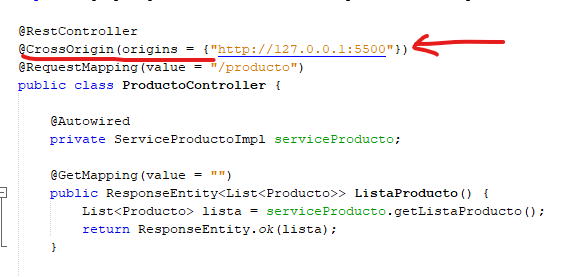 @RestController
@CrossOrigin(origins = {"http://127.0.0.1:5500"})
@RequestMapping(value = "/producto")
public class ProductoController {
@Autowired
private ServiceProductoImpl serviceProducto;
@GetMapping(value = "")
public ResponseEntity<List<Producto>> ListaProducto() {
List<Producto> lista = serviceProducto.getListaProducto();
return ResponseEntity.ok(lista);
}